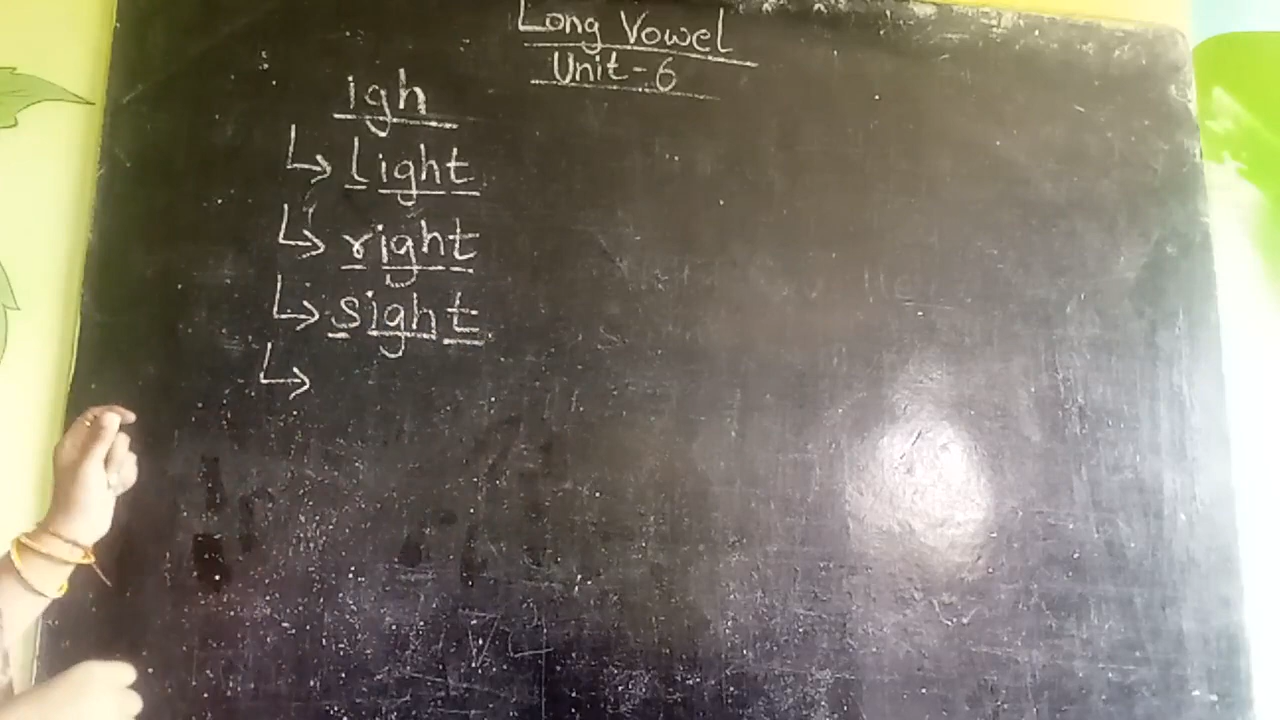 Long Vowel
Unit-6
igh
↳ light
↳ right
↳ sight
↳